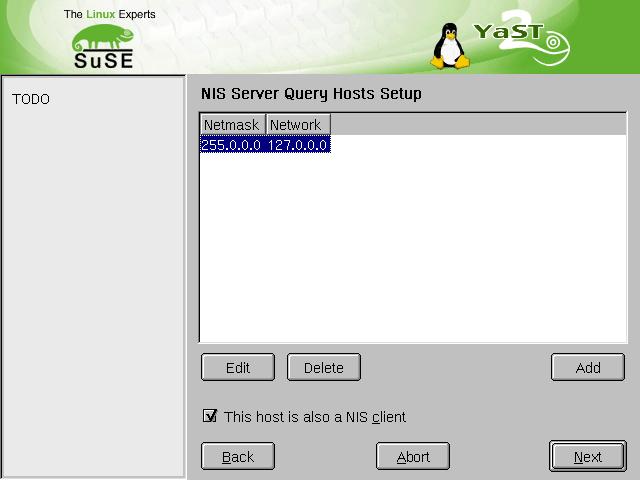 The Linux Experts
SuSE
YaST
2
TODO
NIS Server Query Hosts Setup
Netmask Network
255.0.0.0 127.0.0.0
Edit Delete Add
This host is also a NIS client
Back Abort Next